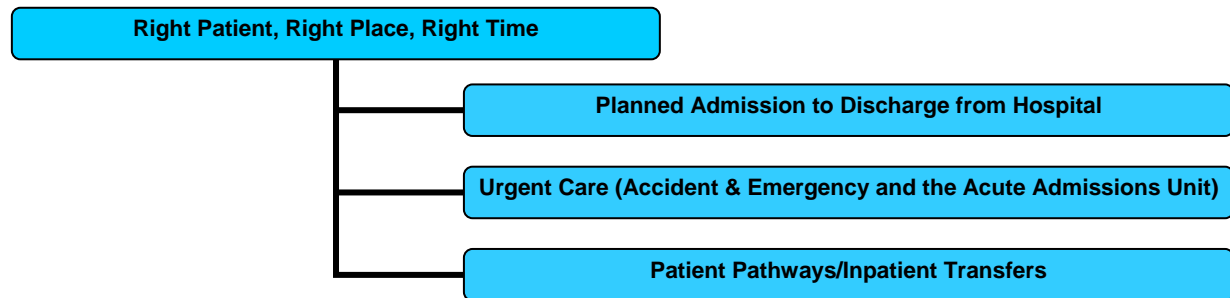 Right Patient, Right Place, Right Time
Planned Admission to Discharge from Hospital
Urgent Care (Accident & Emergency and the Acute Admissions Unit)
Patient Pathways/Inpatient Transfers